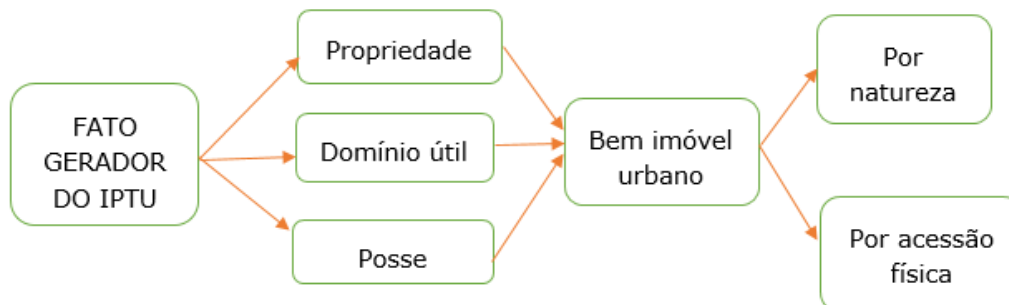 FATO
GERADOR
DO IPTU
Propriedade
Domínio útil
Posse
Bem imóvel
urbano
Por
natureza
Por acessão
física